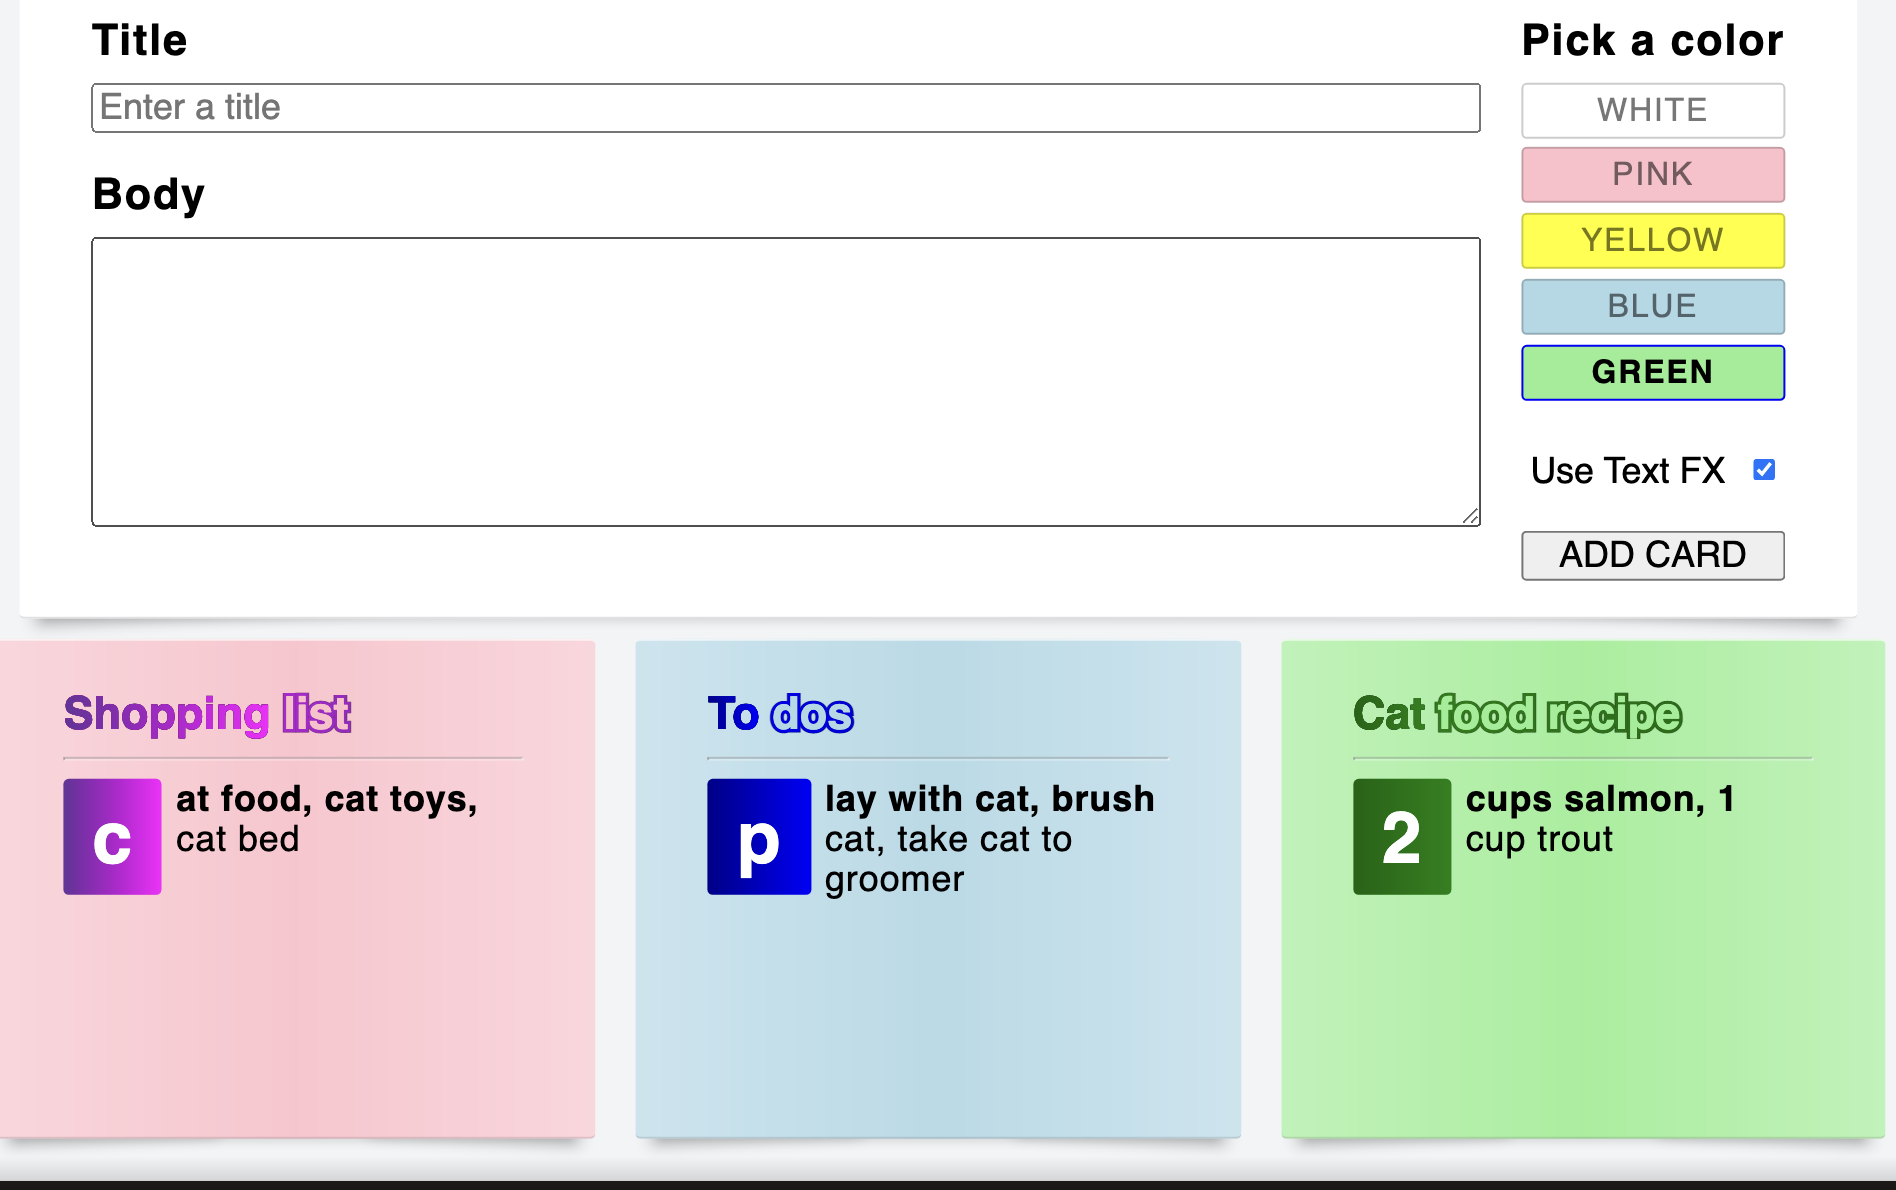 Title
Pick a color
Enter a title
WHITE
PINK
Body
YELLOW
BLUE
GREEN
Use Text FX
ADD CARD
Shopping list
cat food, cat toys,
cat bed
To dos
play with cat, brush
cat, take cat to
groomer
Cat food recipe
2 cups salmon, 1
cup trout